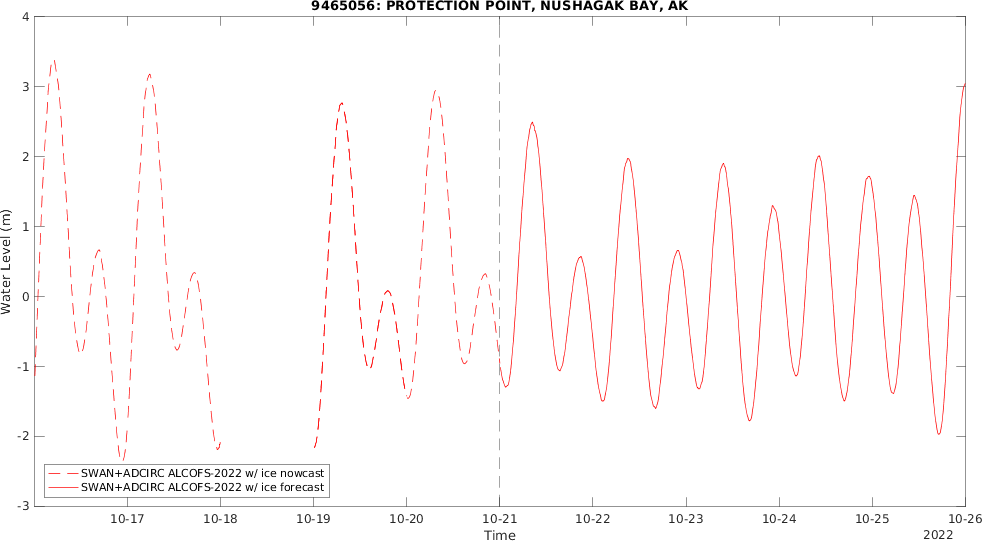 9465056: PROTECTION POINT, NUSHAGAK BAY, AK
4
3
2
1
0
-1
-2
-3
Water Level (m)
SWAN+ADCIRC ALCOFS-2022 w/ ice nowcast
SWAN+ADCIRC ALCOFS-2022 w/ ice forecast
10-17 10-18 10-19 10-20 10-21 10-22 10-23 10-24 10-25 10-26
Time
2022